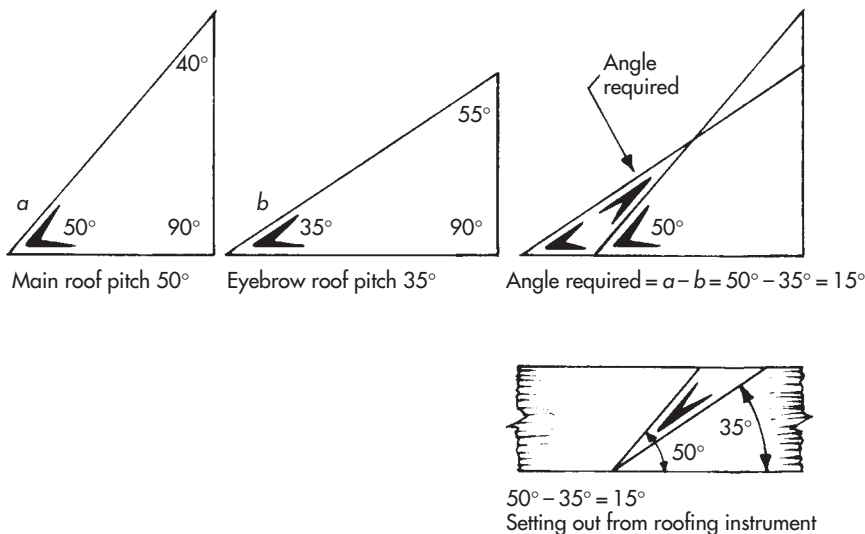 40°
a
50°
90°
Main roof pitch 50°
55°
b
35°
90°
Eyebrow roof pitch 35°
Angle
required
50°
Angle required = a – b = 50° – 35° = 15°
50°
35°
50° – 35° = 15°
Setting out from roofing instrument